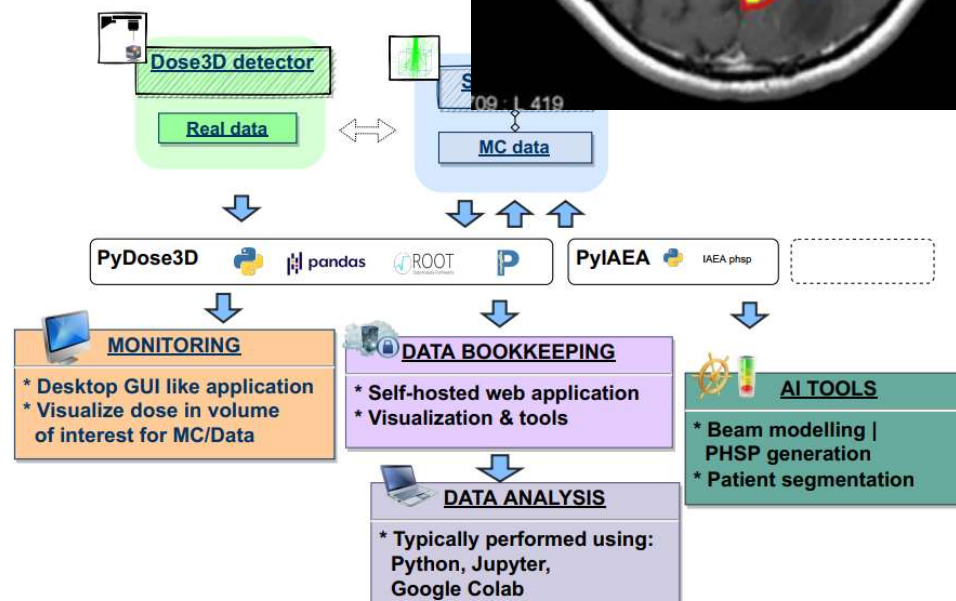 Dose3D detector
Real data
S
709 : L 419
MC data
PyDose3D
pandas
ROOT
PyIAEA
IAEA phsp
MONITORING
* Desktop GUI like application
* Visualize dose in volume
of interest for MC/Data
DATA BOOKKEEPING
* Self-hosted web application
* Visualization & tools
AI TOOLS
* Beam modelling |
PHSP generation
* Patient segmentation
DATA ANALYSIS
* Typically performed using:
Python, Jupyter,
Google Colab